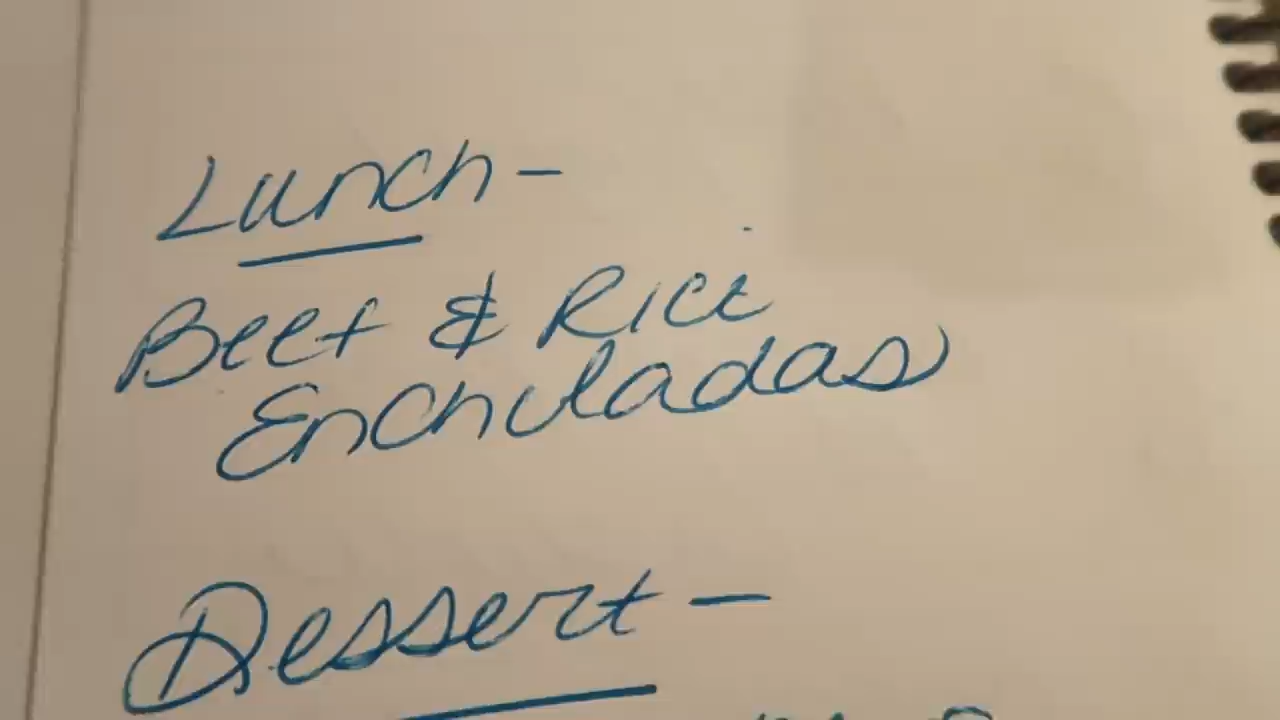 Lunch-
Beef & Rice
Enchiladas
Dessert-